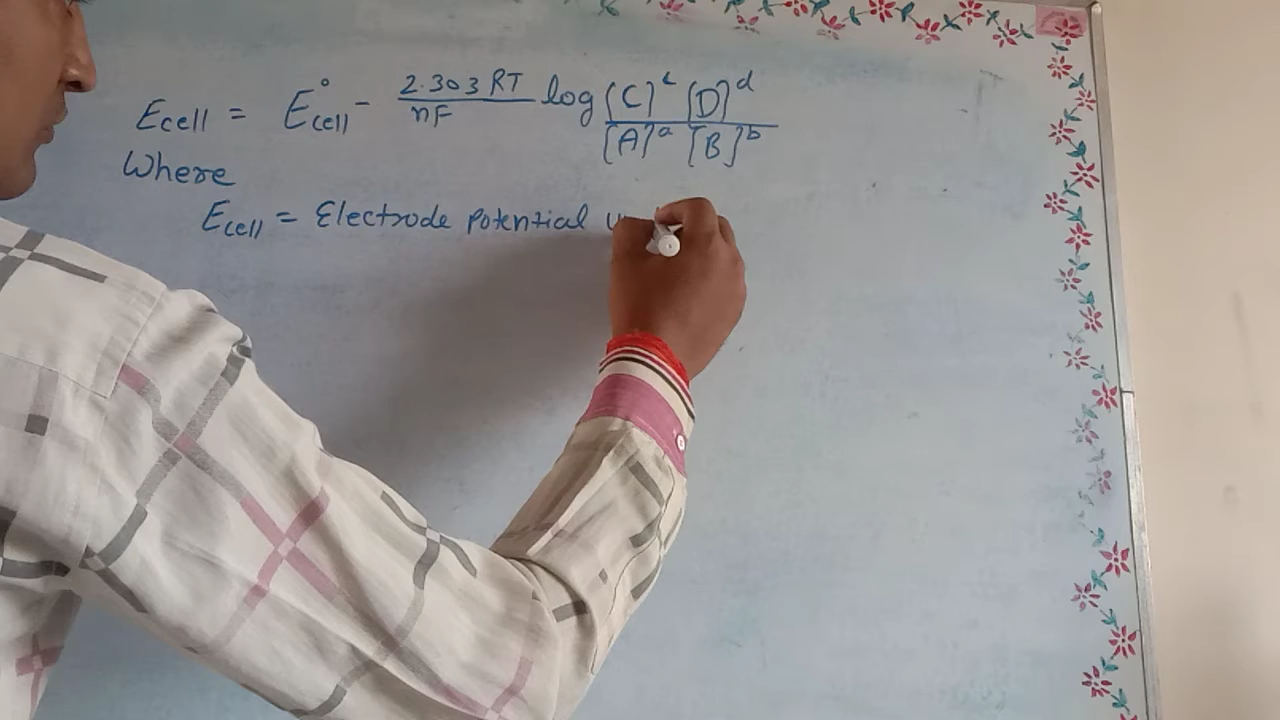 Ecell = E°cell - 2.303 RT / nF log [C]^c [D]^d / [A]^a [B]^b
Where
Ecell = Electrode potential